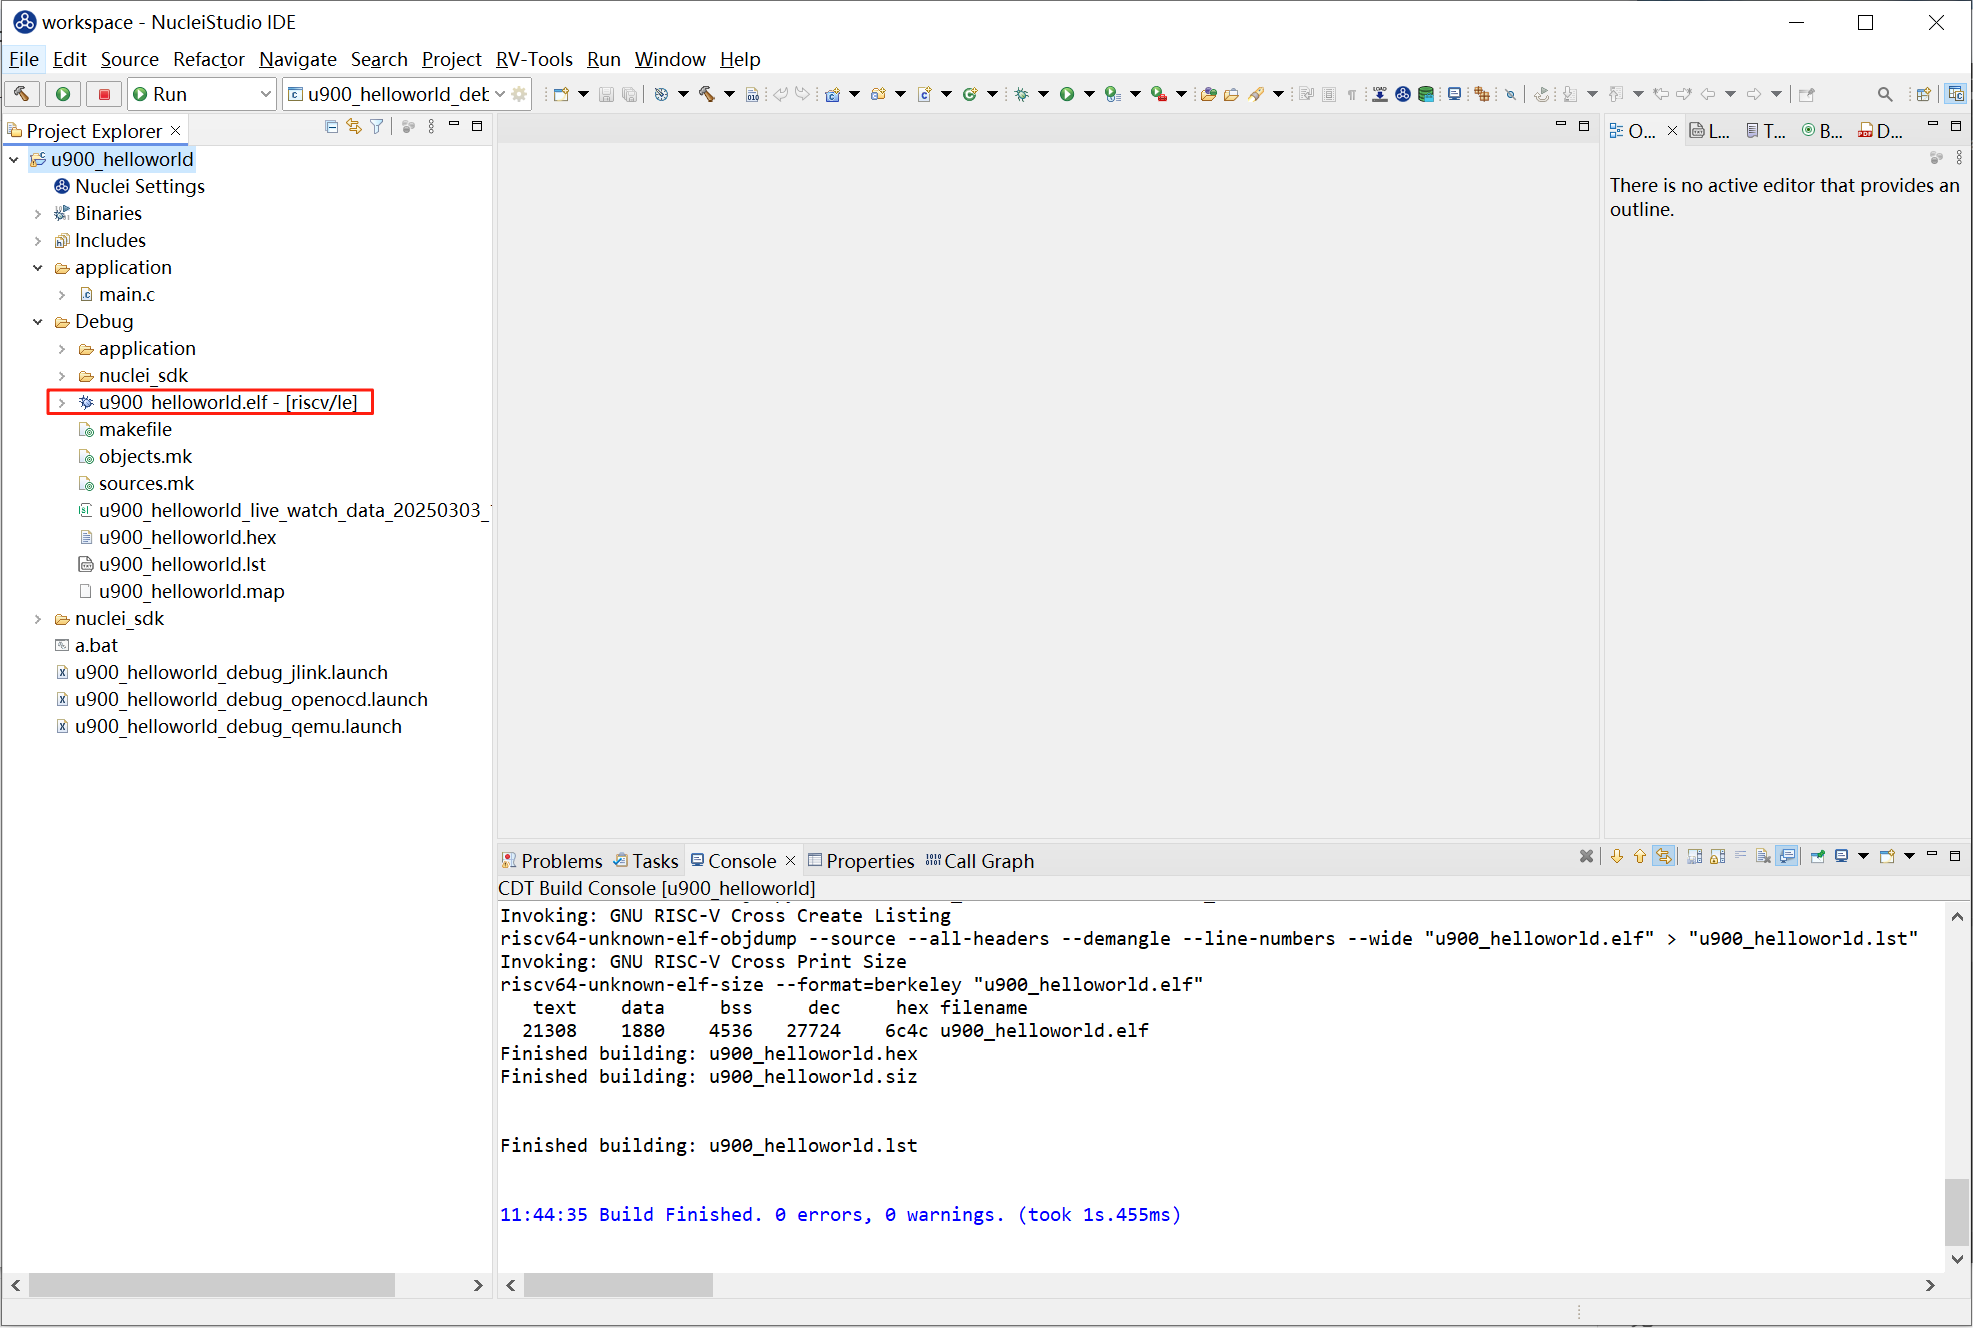 workspace - NucleiStudio IDE
File Edit Source Refactor Navigate Search Project RV-Tools Run Window Help
Run
u900_helloworld_deb
Project Explorer
u900_helloworld
Nuclei Settings
Binaries
Includes
application
main.c
Debug
application
nuclei_sdk
u900_helloworld.elf - [riscv/le]
makefile
objects.mk
sources.mk
u900_helloworld_live_watch_data_20250303_
u900_helloworld.hex
u900_helloworld.lst
u900_helloworld.map
nuclei_sdk
a.bat
u900_helloworld_debug_jlink.launch
u900_helloworld_debug_openocd.launch
u900_helloworld_debug_qemu.launch
O... L... T... B... D...
There is no active editor that provides an
outline.
Problems Tasks Console Properties Call Graph
CDT Build Console [u900_helloworld]
Invoking: GNU RISC-V Cross Create Listing
riscv64-unknown-elf-objdump --source --all-headers --demangle --line-numbers --wide "u900_helloworld.elf" > "u900_helloworld.lst"
Invoking: GNU RISC-V Cross Print Size
riscv64-unknown-elf-size --format=berkeley "u900_helloworld.elf"
text data bss dec hex filename
21308 1880 4536 27724 6c4c u900_helloworld.elf
Finished building: u900_helloworld.hex
Finished building: u900_helloworld.siz
Finished building: u900_helloworld.lst
11:44:35 Build Finished. 0 errors, 0 warnings. (took 1s.455ms)